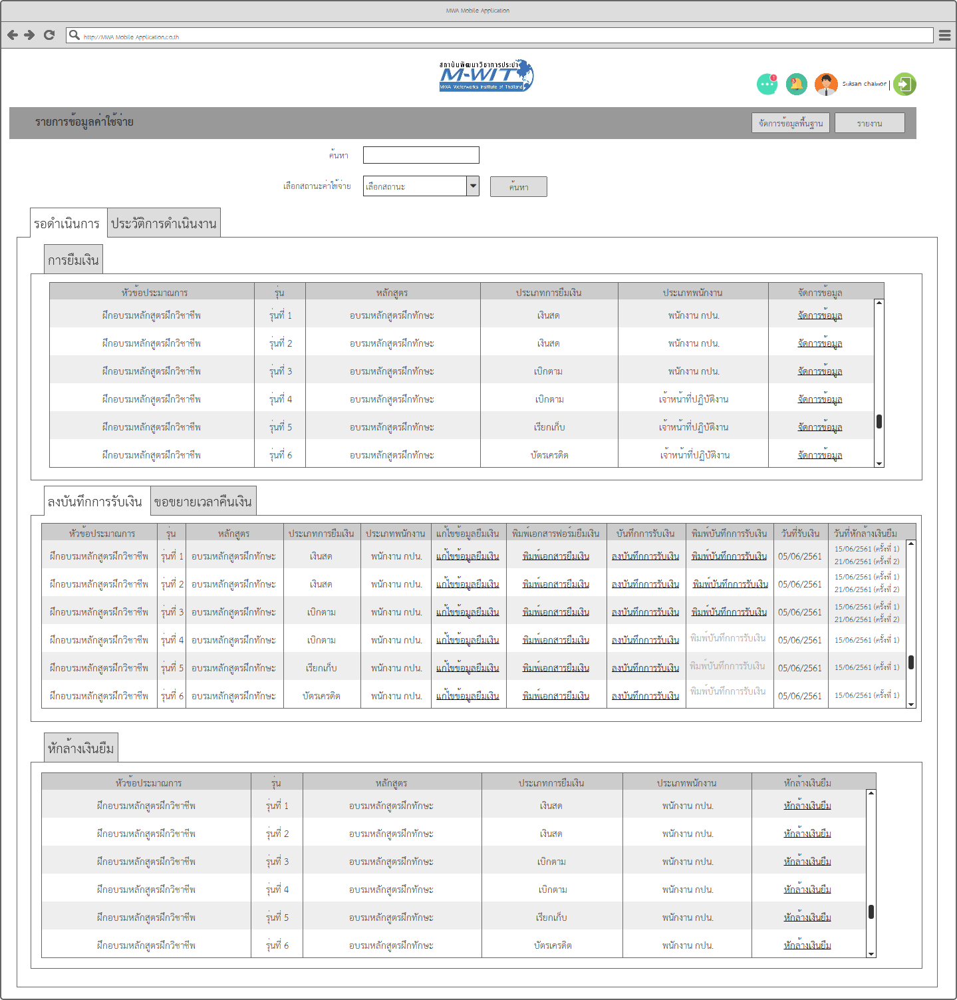 MWA Mobile Application
http://MWA Mobile Application.co.th
สถาบันพัฒนาวิชาการประปา
M-WIT
MWA Waterworks Institute of Thailand
1
3
Suksan chaiwon
รายการข้อมูลค่าใช้จ่าย
จัดการข้อมูลพื้นฐาน
รายงาน
ค้นหา
เลือกสถานะค่าใช้จ่าย
เลือกสถานะ
ค้นหา
รอดำเนินการ ประวัติการดำเนินงาน
การยืมเงิน
หัวข้อประมาณการ รุ่น หลักสูตร ประเภทการยืมเงิน ประเภทพนักงาน จัดการข้อมูล
ฝึกอบรมหลักสูตรฝึกวิชาชีพ รุ่นที่ 1 อบรมหลักสูตรฝึกทักษะ เงินสด พนักงาน กปน. จัดการข้อมูล
ฝึกอบรมหลักสูตรฝึกวิชาชีพ รุ่นที่ 2 อบรมหลักสูตรฝึกทักษะ เงินสด พนักงาน กปน. จัดการข้อมูล
ฝึกอบรมหลักสูตรฝึกวิชาชีพ รุ่นที่ 3 อบรมหลักสูตรฝึกทักษะ เบิกตาม พนักงาน กปน. จัดการข้อมูล
ฝึกอบรมหลักสูตรฝึกวิชาชีพ รุ่นที่ 4 อบรมหลักสูตรฝึกทักษะ เบิกตาม เจ้าหน้าที่ปฏิบัติงาน จัดการข้อมูล
ฝึกอบรมหลักสูตรฝึกวิชาชีพ รุ่นที่ 5 อบรมหลักสูตรฝึกทักษะ เรียกเก็บ เจ้าหน้าที่ปฏิบัติงาน จัดการข้อมูล
ฝึกอบรมหลักสูตรฝึกวิชาชีพ รุ่นที่ 6 อบรมหลักสูตรฝึกทักษะ บัตรเครดิต เจ้าหน้าที่ปฏิบัติงาน จัดการข้อมูล
ลงบันทึกการรับเงิน ขอขยายเวลาคืนเงิน
หัวข้อประมาณการ รุ่น หลักสูตร ประเภทการยืมเงิน ประเภทพนักงาน แก้ไขข้อมูลยืมเงิน พิมพ์เอกสารฟอร์มยืมเงิน บันทึกการรับเงิน พิมพ์บันทึกการรับเงิน วันที่รับเงิน วันที่หักล้างเงินยืม
ฝึกอบรมหลักสูตรฝึกวิชาชีพ รุ่นที่ 1 อบรมหลักสูตรฝึกทักษะ เงินสด พนักงาน กปน. แก้ไขข้อมูลยืมเงิน พิมพ์เอกสารยืมเงิน ลงบันทึกการรับเงิน พิมพ์บันทึกการรับเงิน 05/06/2561 15/06/2561 (ครั้งที่ 1)
21/06/2561 (ครั้งที่ 2)
ฝึกอบรมหลักสูตรฝึกวิชาชีพ รุ่นที่ 2 อบรมหลักสูตรฝึกทักษะ เงินสด พนักงาน กปน. แก้ไขข้อมูลยืมเงิน พิมพ์เอกสารยืมเงิน ลงบันทึกการรับเงิน พิมพ์บันทึกการรับเงิน 05/06/2561 15/06/2561 (ครั้งที่ 1)
21/06/2561 (ครั้งที่ 2)
ฝึกอบรมหลักสูตรฝึกวิชาชีพ รุ่นที่ 3 อบรมหลักสูตรฝึกทักษะ เบิกตาม พนักงาน กปน. แก้ไขข้อมูลยืมเงิน พิมพ์เอกสารยืมเงิน ลงบันทึกการรับเงิน พิมพ์บันทึกการรับเงิน 05/06/2561 15/06/2561 (ครั้งที่ 1)
21/06/2561 (ครั้งที่ 2)
ฝึกอบรมหลักสูตรฝึกวิชาชีพ รุ่นที่ 4 อบรมหลักสูตรฝึกทักษะ เบิกตาม พนักงาน กปน. แก้ไขข้อมูลยืมเงิน พิมพ์เอกสารยืมเงิน ลงบันทึกการรับเงิน พิมพ์บันทึกการรับเงิน 05/06/2561 15/06/2561 (ครั้งที่ 1)
ฝึกอบรมหลักสูตรฝึกวิชาชีพ รุ่นที่ 5 อบรมหลักสูตรฝึกทักษะ เรียกเก็บ พนักงาน กปน. แก้ไขข้อมูลยืมเงิน พิมพ์เอกสารยืมเงิน ลงบันทึกการรับเงิน พิมพ์บันทึกการรับเงิน 05/06/2561 15/06/2561 (ครั้งที่ 1)
ฝึกอบรมหลักสูตรฝึกวิชาชีพ รุ่นที่ 6 อบรมหลักสูตรฝึกทักษะ บัตรเครดิต พนักงาน กปน. แก้ไขข้อมูลยืมเงิน พิมพ์เอกสารยืมเงิน ลงบันทึกการรับเงิน พิมพ์บันทึกการรับเงิน 05/06/2561 15/06/2561 (ครั้งที่ 1)
หักล้างเงินยืม
หัวข้อประมาณการ รุ่น หลักสูตร ประเภทการยืมเงิน ประเภทพนักงาน หักล้างเงินยืม
ฝึกอบรมหลักสูตรฝึกวิชาชีพ รุ่นที่ 1 อบรมหลักสูตรฝึกทักษะ เงินสด พนักงาน กปน. หักล้างเงินยืม
ฝึกอบรมหลักสูตรฝึกวิชาชีพ รุ่นที่ 2 อบรมหลักสูตรฝึกทักษะ เงินสด พนักงาน กปน. หักล้างเงินยืม
ฝึกอบรมหลักสูตรฝึกวิชาชีพ รุ่นที่ 3 อบรมหลักสูตรฝึกทักษะ เบิกตาม พนักงาน กปน. หักล้างเงินยืม
ฝึกอบรมหลักสูตรฝึกวิชาชีพ รุ่นที่ 4 อบรมหลักสูตรฝึกทักษะ เบิกตาม พนักงาน กปน. หักล้างเงินยืม
ฝึกอบรมหลักสูตรฝึกวิชาชีพ รุ่นที่ 5 อบรมหลักสูตรฝึกทักษะ เรียกเก็บ พนักงาน กปน. หักล้างเงินยืม
ฝึกอบรมหลักสูตรฝึกวิชาชีพ รุ่นที่ 6 อบรมหลักสูตรฝึกทักษะ บัตรเครดิต พนักงาน กปน. หักล้างเงินยืม